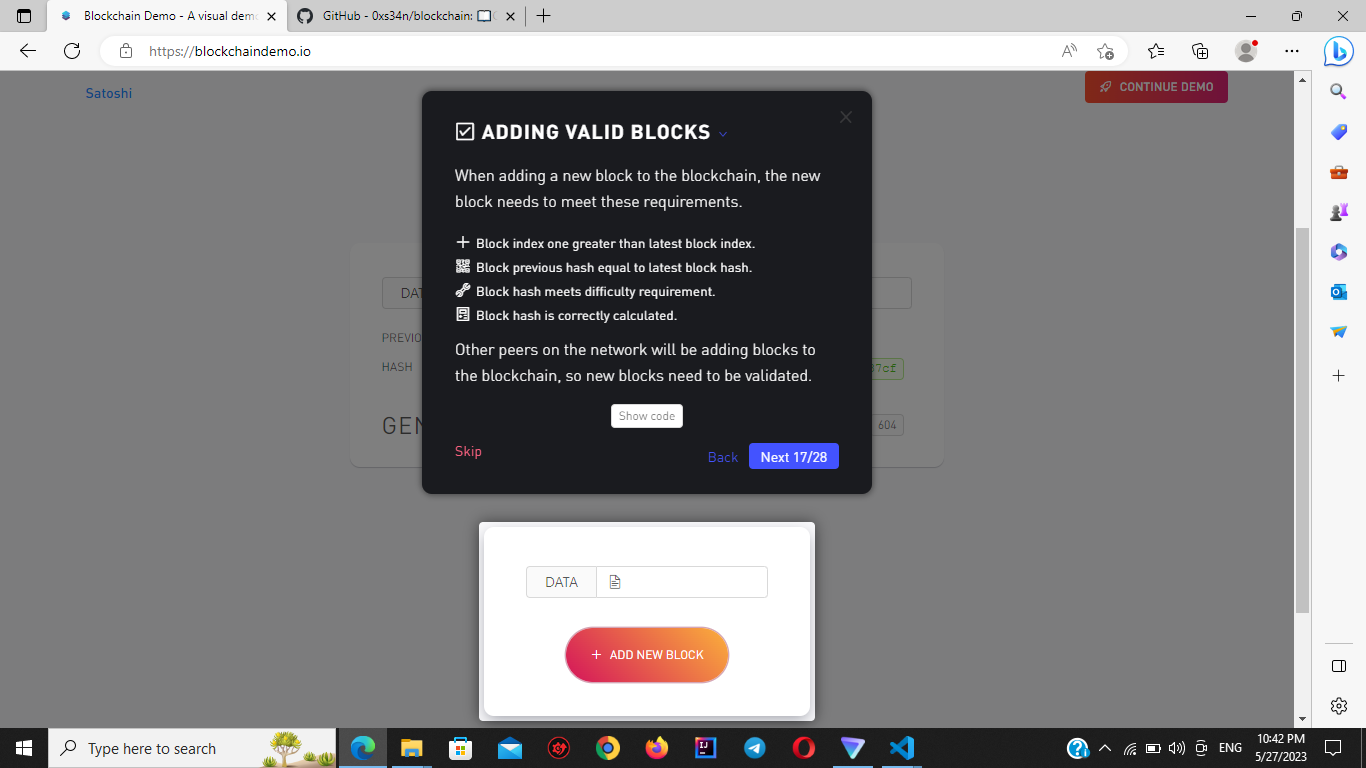 Blockchain Demo - A visual demo
GitHub - 0xs34n/blockchain:
https://blockchaindemo.io
Satoshi
CONTINUE DEMO
ADDING VALID BLOCKS
When adding a new block to the blockchain, the new
block needs to meet these requirements.
Block index one greater than latest block index.
Block previous hash equal to latest block hash.
Block hash meets difficulty requirement.
Block hash is correctly calculated.
Other peers on the network will be adding blocks to
the blockchain, so new blocks need to be validated.
Show code
Skip
Back
Next 17/28
HASH
604
DATA
+ ADD NEW BLOCK
Type here to search
ENG
10:42 PM
5/27/2023